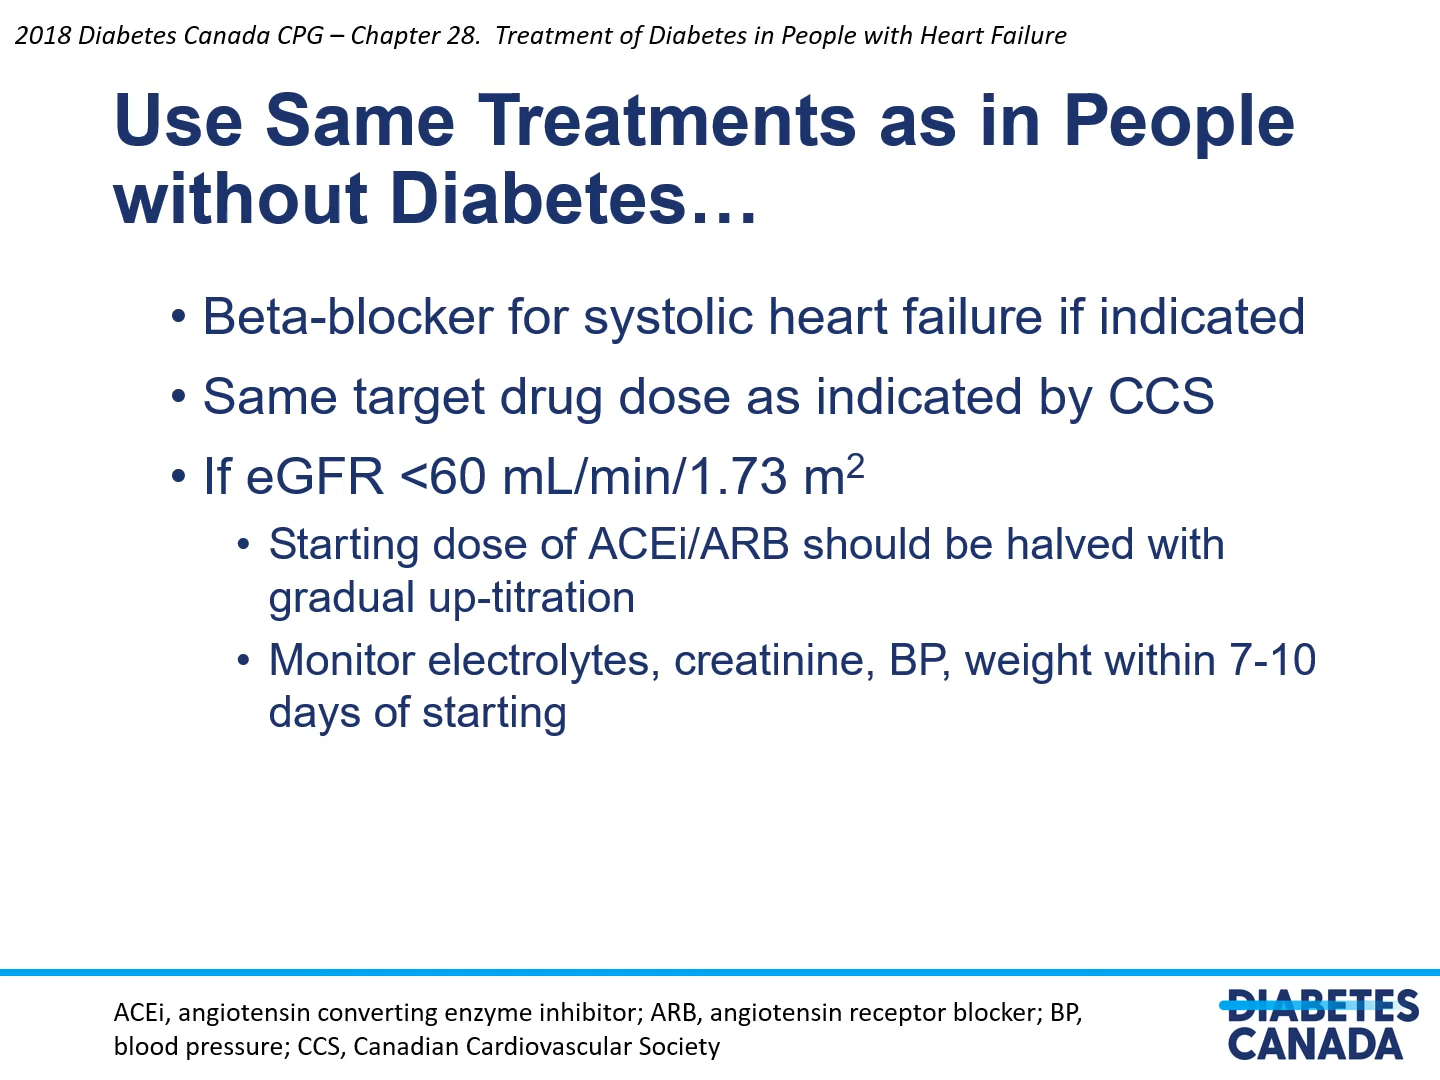 2018 Diabetes Canada CPG – Chapter 28.  Treatment of Diabetes in People with Heart Failure
Use Same Treatments as in People
without Diabetes…
• Beta-blocker for systolic heart failure if indicated
• Same target drug dose as indicated by CCS
• If eGFR <60 mL/min/1.73 m²
• Starting dose of ACEi/ARB should be halved with
gradual up-titration
• Monitor electrolytes, creatinine, BP, weight within 7-10
days of starting
ACEi, angiotensin converting enzyme inhibitor; ARB, angiotensin receptor blocker; BP,
blood pressure; CCS, Canadian Cardiovascular Society
DIABETES
CANADA